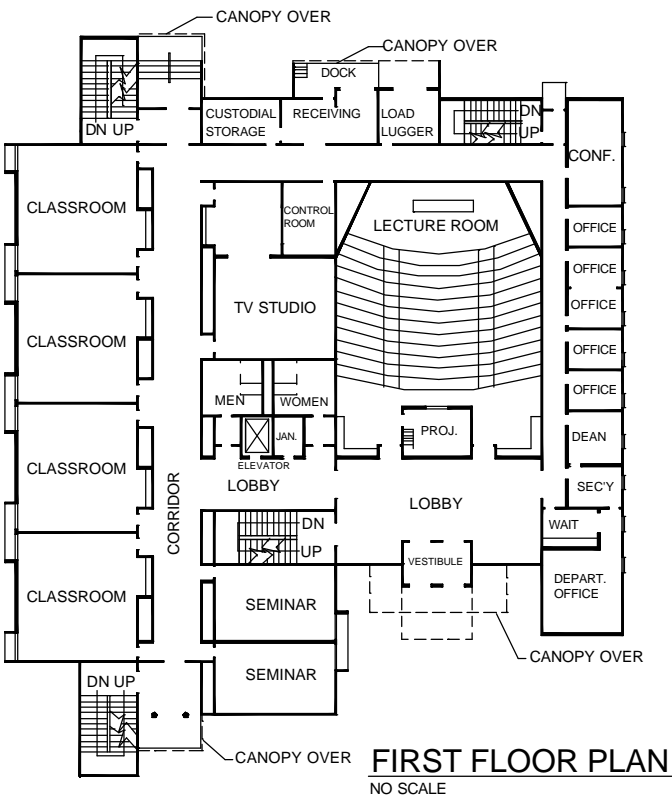 CANOPY OVER
CANOPY OVER
DOCK
CUSTODIAL
STORAGE
RECEIVING
LOAD
LUGGER
DN
UP
DN UP
CONF.
CLASSROOM
CONTROL
ROOM
LECTURE ROOM
OFFICE
OFFICE
TV STUDIO
OFFICE
CLASSROOM
OFFICE
OFFICE
MEN
WOMEN
PROJ.
JAN.
DEAN
CLASSROOM
ELEVATOR
LOBBY
LOBBY
SEC'Y
CORRIDOR
DN
UP
WAIT
VESTIBULE
CLASSROOM
SEMINAR
DEPART.
OFFICE
CANOPY OVER
SEMINAR
DN UP
CANOPY OVER
FIRST FLOOR PLAN
NO SCALE